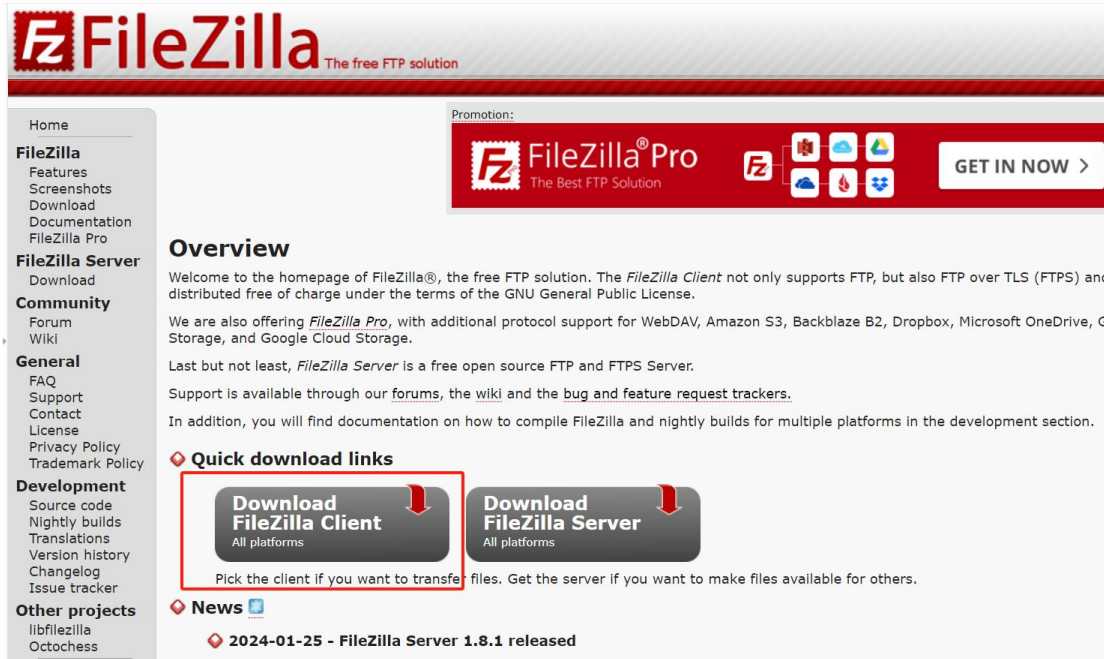 FileZilla The free FTP solution
Home
FileZilla
Features
Screenshots
Download
Documentation
FileZilla Pro
FileZilla Server
Download
Community
Forum
Wiki
General
FAQ
Support
Contact
License
Privacy Policy
Trademark Policy
Development
Source code
Nightly builds
Translations
Version history
Changelog
Issue tracker
Other projects
libfilezilla
Octochess
Promotion:
FileZilla® Pro
The Best FTP Solution
GET IN NOW >
Overview
Welcome to the homepage of FileZilla®, the free FTP solution. The FileZilla Client not only supports FTP, but also FTP over TLS (FTPS) and
distributed free of charge under the terms of the GNU General Public License.
We are also offering FileZilla Pro, with additional protocol support for WebDAV, Amazon S3, Backblaze B2, Dropbox, Microsoft OneDrive, G
Storage, and Google Cloud Storage.
Last but not least, FileZilla Server is a free open source FTP and FTPS Server.
Support is available through our forums, the wiki and the bug and feature request trackers.
In addition, you will find documentation on how to compile FileZilla and nightly builds for multiple platforms in the development section.
Quick download links
Download
FileZilla Client
All platforms
Download
FileZilla Server
All platforms
Pick the client if you want to transfer files. Get the server if you want to make files available for others.
News
2024-01-25 - FileZilla Server 1.8.1 released